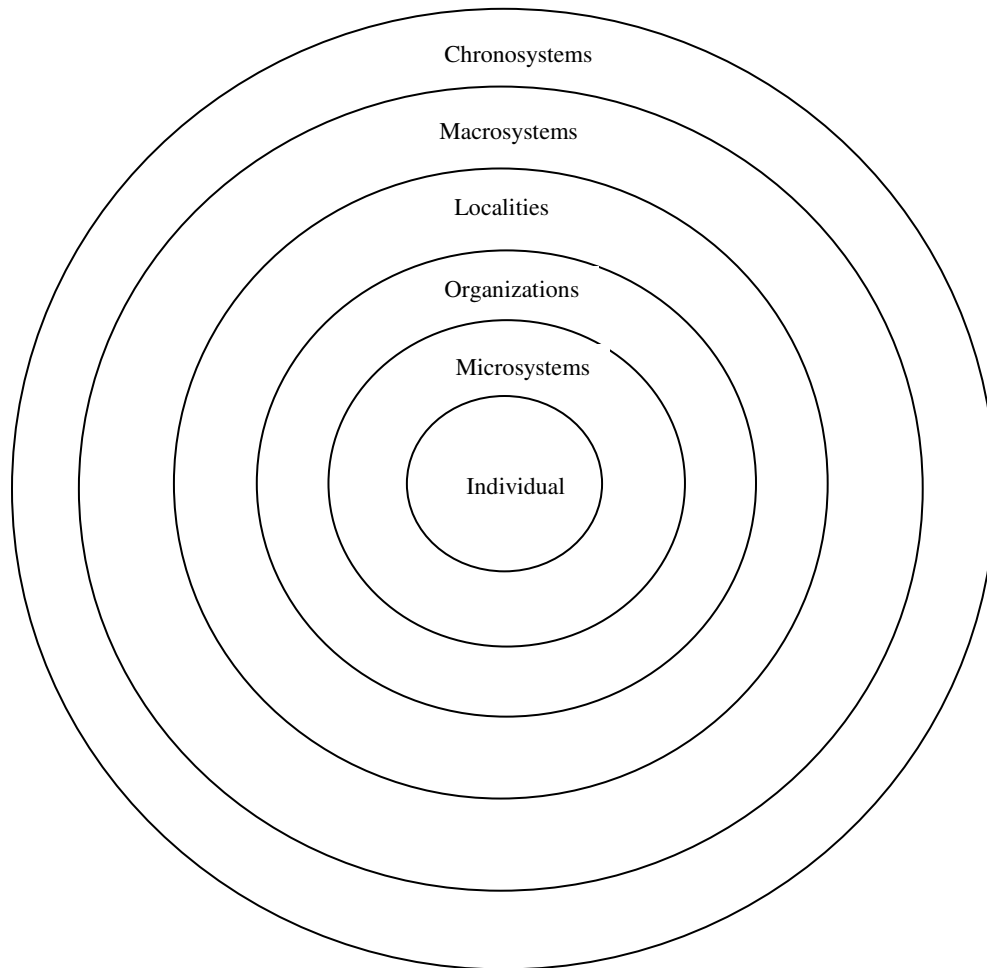 Chronosystems
Macrosystems
Localities
Organizations
Microsystems
Individual